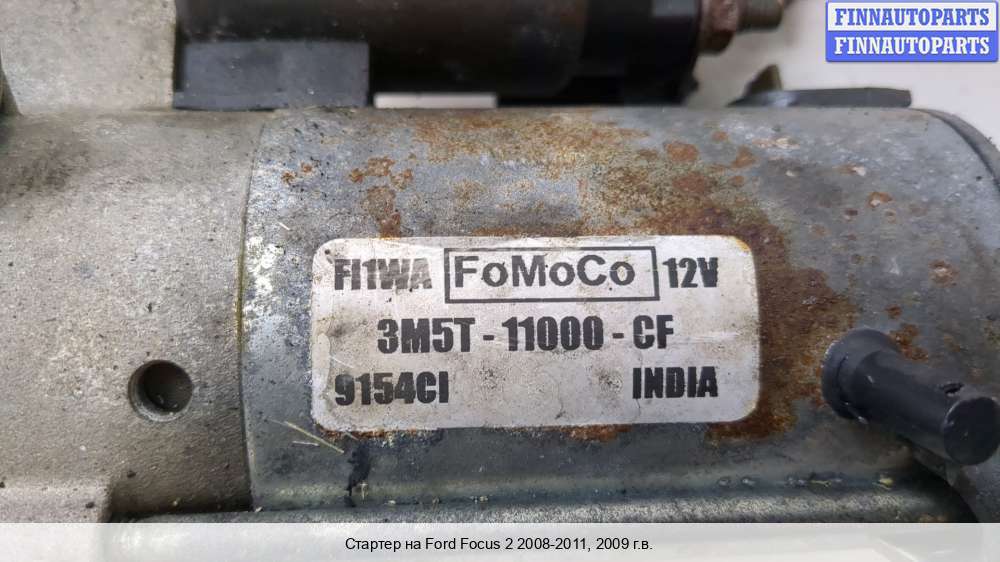 FINNAUTOPARTS
FINNAUTOPARTS
FI1WA FoMoCo 12V
3M5T - 11000 - CF
9154CI INDIA
Стартер на Ford Focus 2 2008-2011, 2009 г.в.